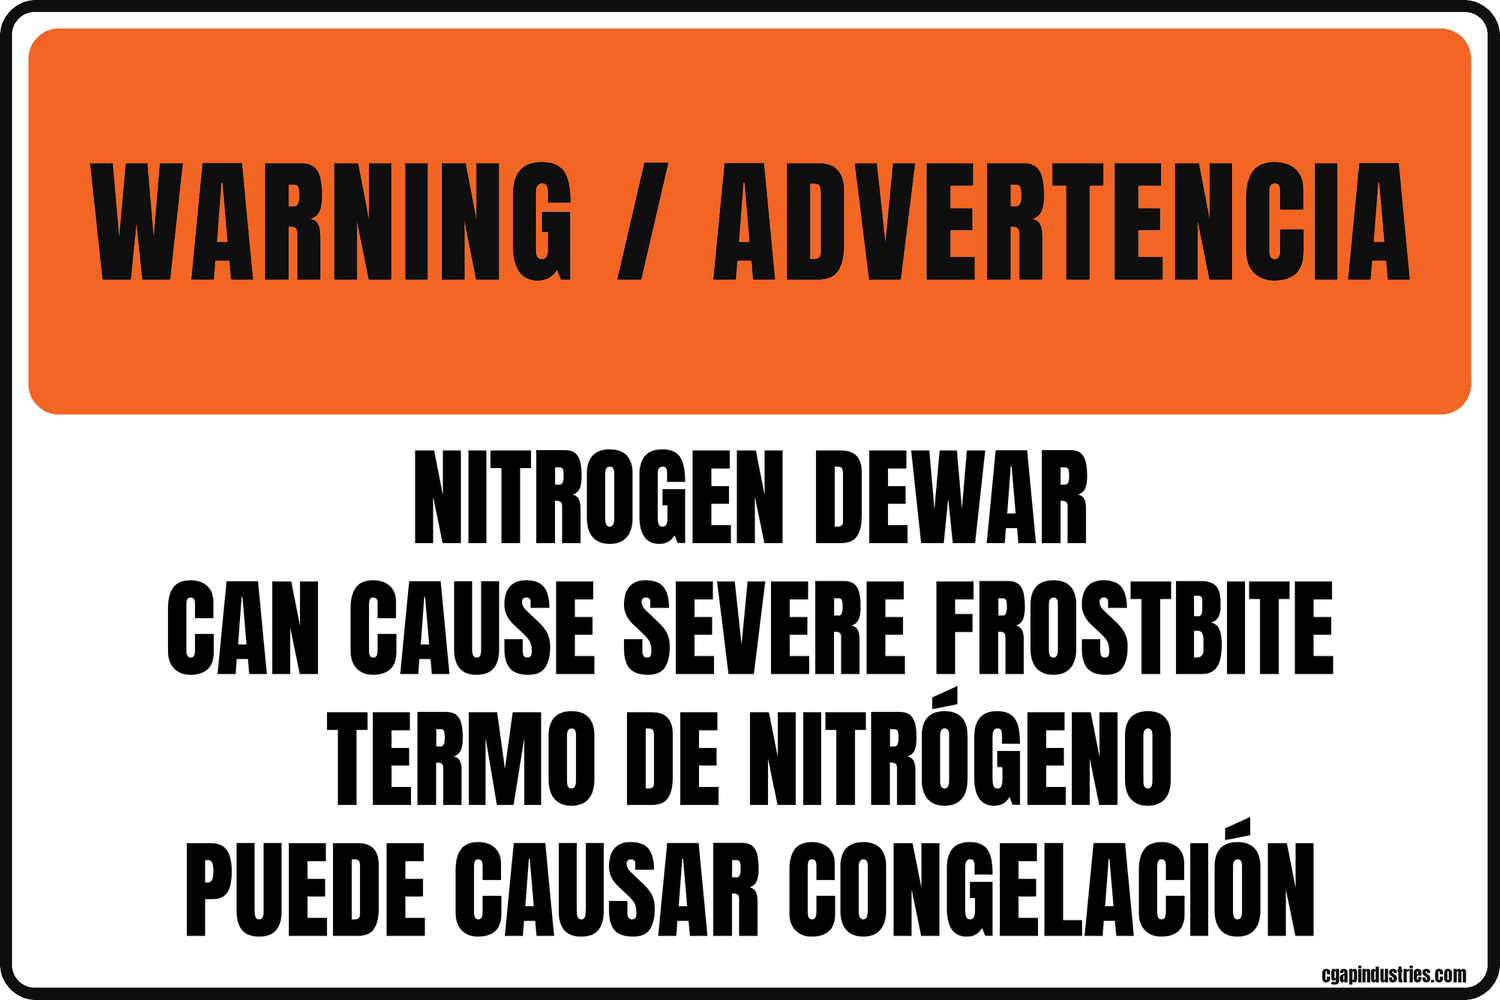 WARNING / ADVERTENCIA
NITROGEN DEWAR
CAN CAUSE SEVERE FROSTBITE
TERMO DE NITRÓGENO
PUEDE CAUSAR CONGELACIÓN
cgapindustries.com